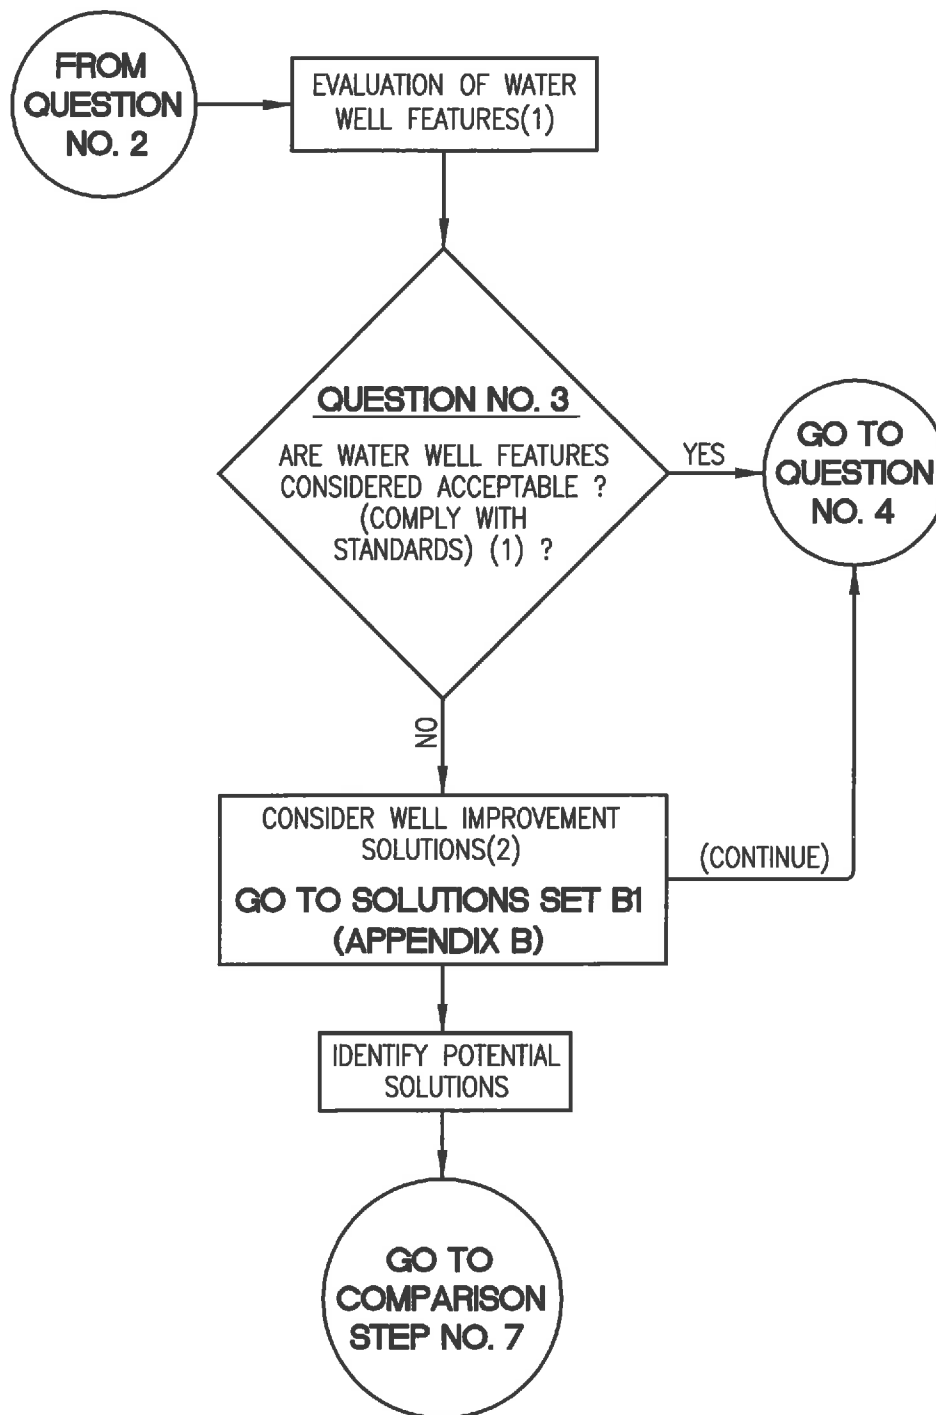 FROM
QUESTION
NO. 2
EVALUATION OF WATER
WELL FEATURES(1)
QUESTION NO. 3
ARE WATER WELL FEATURES
CONSIDERED ACCEPTABLE ?
(COMPLY WITH
STANDARDS) (1) ?
YES
GO TO
QUESTION
NO. 4
NO
CONSIDER WELL IMPROVEMENT
SOLUTIONS(2)
GO TO SOLUTIONS SET B1
(APPENDIX B)
(CONTINUE)
IDENTIFY POTENTIAL
SOLUTIONS
GO TO
COMPARISON
STEP NO. 7